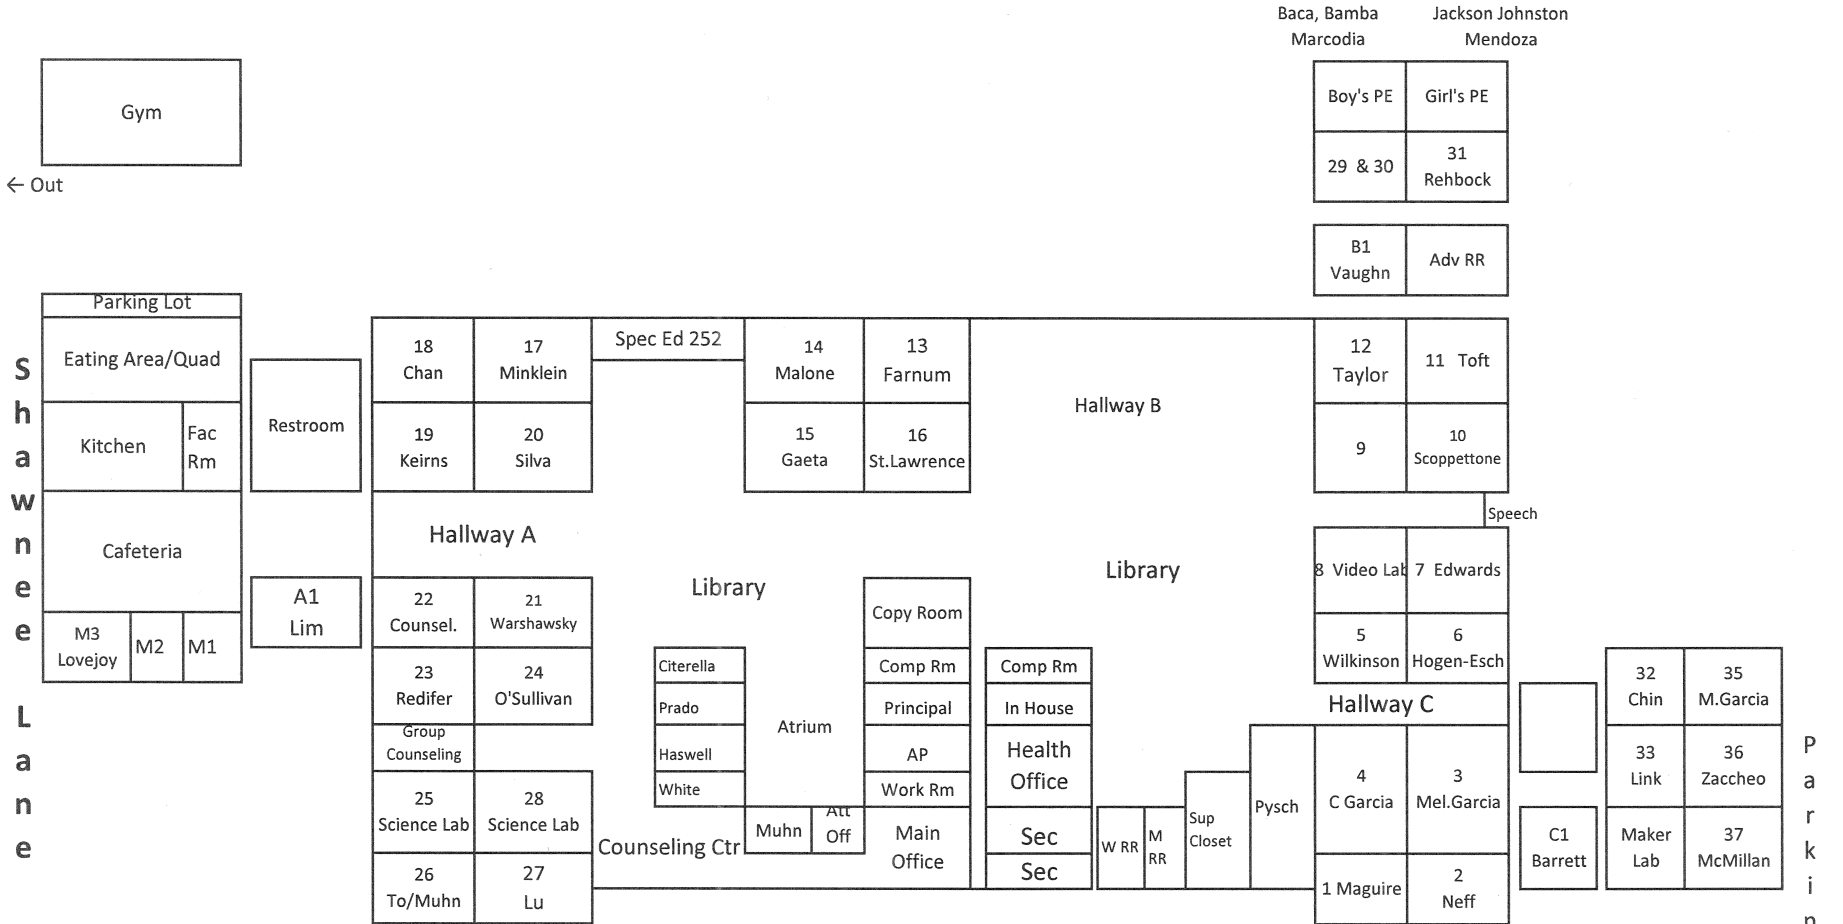 Baca, Bamba
Marcodia
Jackson Johnston
Mendoza
Gym
← Out
Boy's PE
Girl's PE
29 & 30
31
Rehbock
B1
Vaughn
Adv RR
Shawnee Lane
Parking Lot
Eating Area/Quad
Kitchen
Fac
Rm
Cafeteria
M3
Lovejoy
M2
M1
Restroom
A1
Lim
18
Chan
17
Minklein
19
Keirns
20
Silva
Spec Ed 252
14
Malone
13
Farnum
15
Gaeta
16
St.Lawrence
Hallway B
12
Taylor
11 Toft
9
10
Scoppettone
Speech
Hallway A
Library
Library
8 Video Lab
7 Edwards
5
Wilkinson
6
Hogen-Esch
Hallway C
22
Counsel.
21
Warshawsky
23
Redifer
24
O'Sullivan
Group
Counseling
25
Science Lab
28
Science Lab
26
To/Muhn
27
Lu
Citerella
Prado
Haswell
White
Atrium
Copy Room
Comp Rm
Principal
AP
Work Rm
Muhn
Att
Off
Main
Office
Counseling Ctr
Comp Rm
In House
Health
Office
Sec
Sec
W RR
M
RR
Sup
Closet
Pysch
4
C Garcia
3
Mel.Garcia
1 Maguire
2
Neff
C1
Barrett
32
Chin
35
M.Garcia
33
Link
36
Zaccheo
Maker
Lab
37
McMillan
Parkin